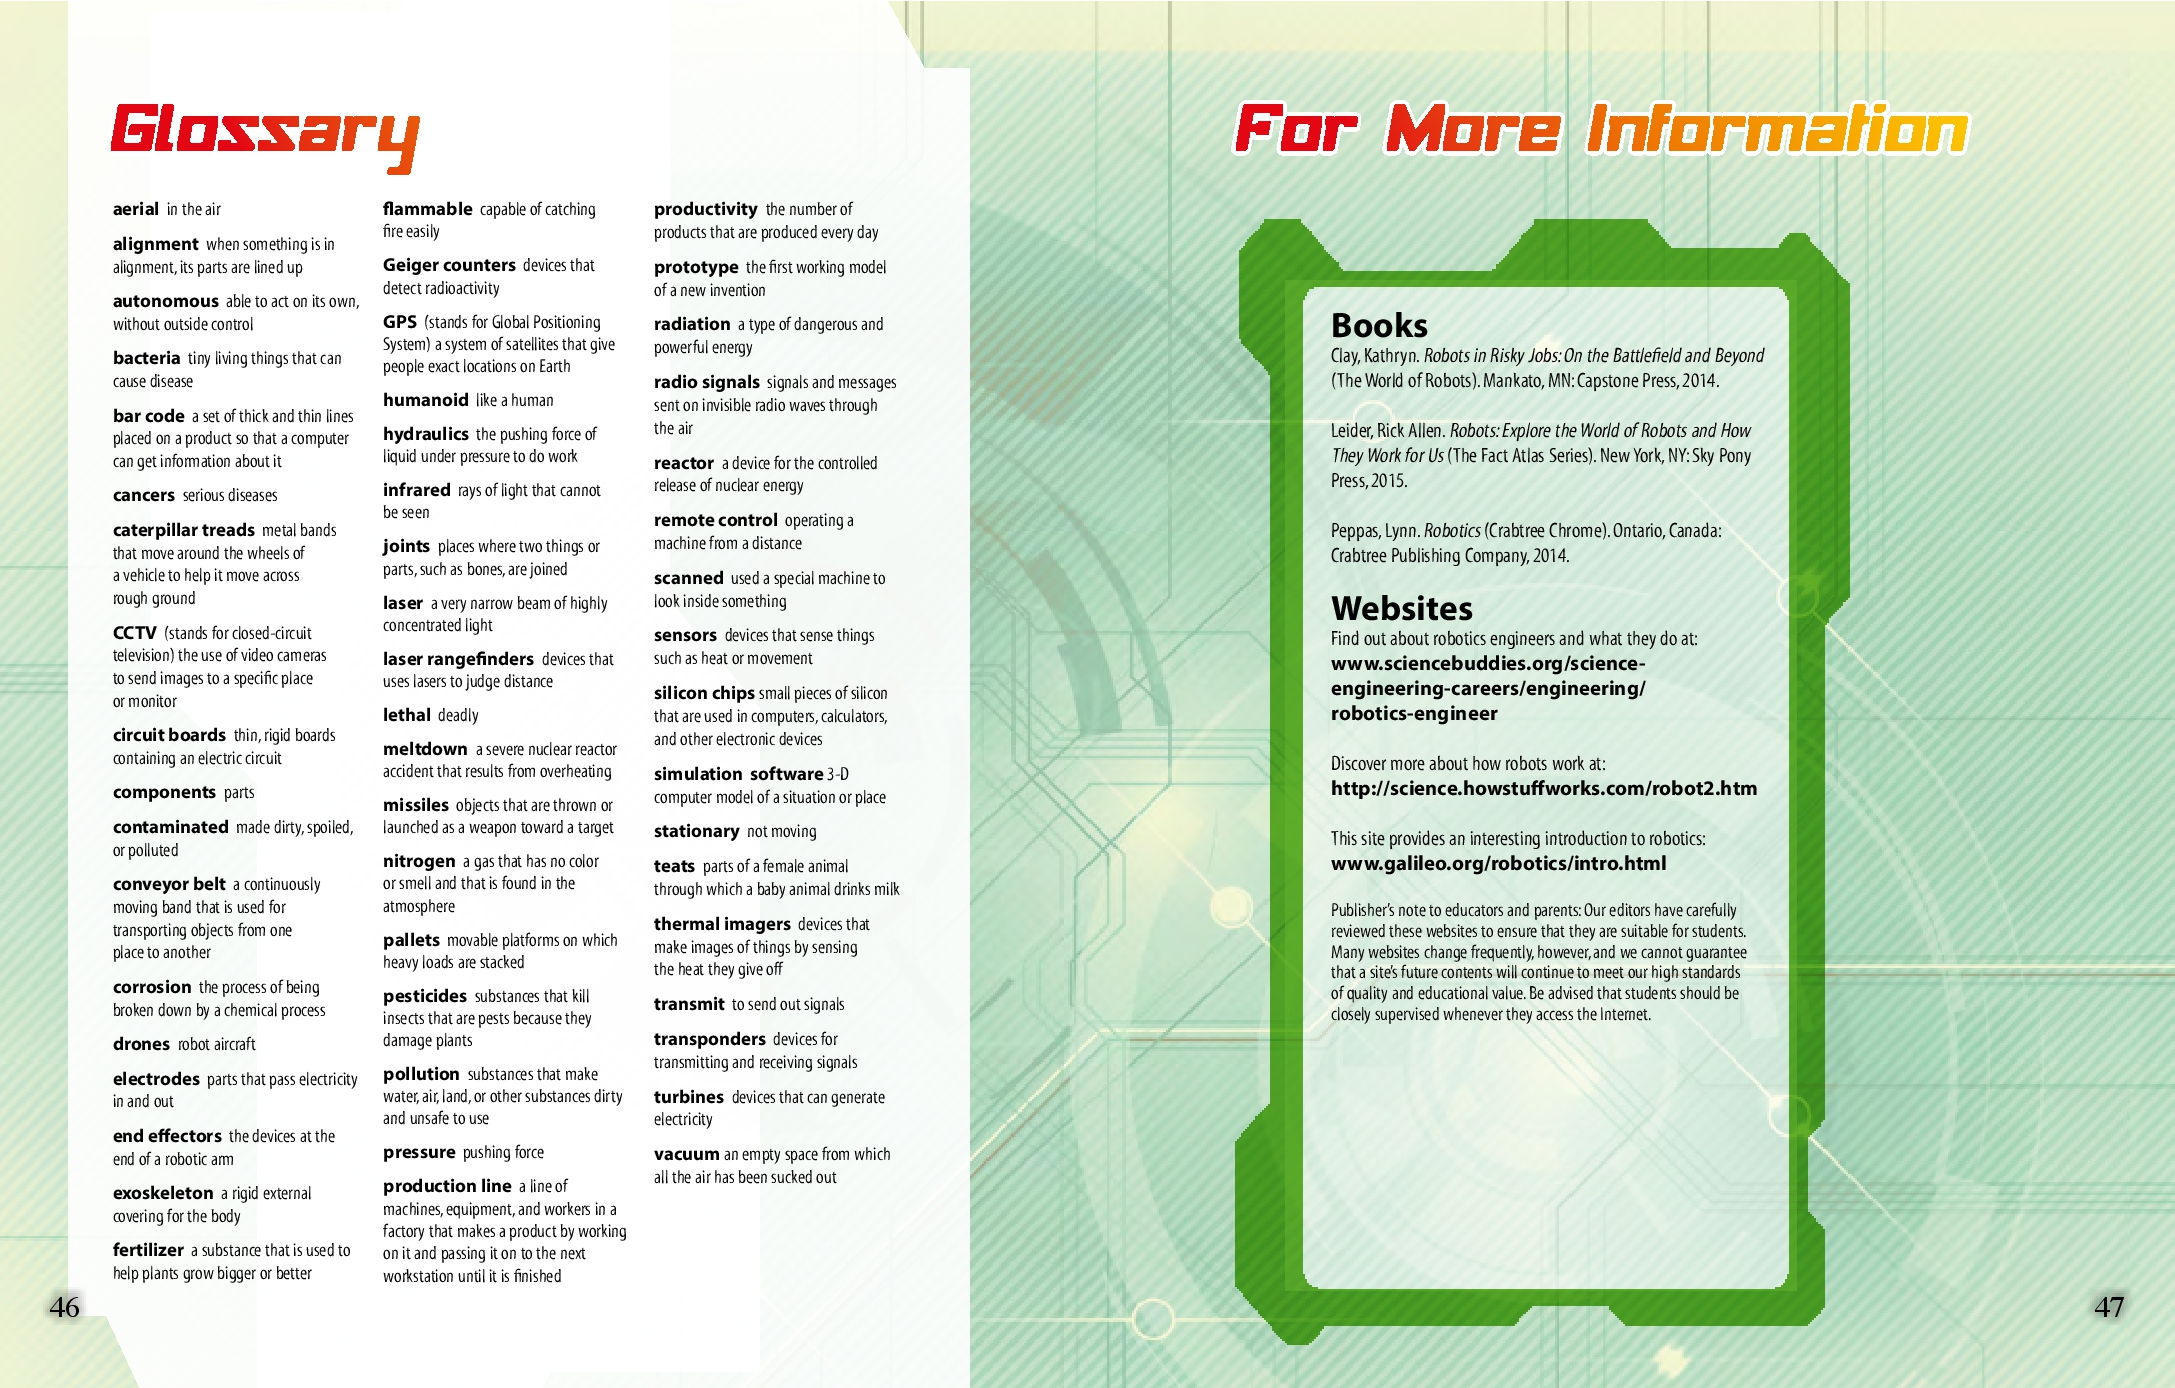 Glossary
aerial in the air
alignment when something is in
alignment, its parts are lined up
autonomous able to act on its own,
without outside control
bacteria tiny living things that can
cause disease
bar code a set of thick and thin lines
placed on a product so that a computer
can get information about it
cancers serious diseases
caterpillar treads metal bands
that move around the wheels of
a vehicle to help it move across
rough ground
CCTV (stands for closed-circuit
television) the use of video cameras
to send images to a specific place
or monitor
circuit boards thin, rigid boards
containing an electric circuit
components parts
contaminated made dirty, spoiled,
or polluted
conveyor belt a continuously
moving band that is used for
transporting objects from one
place to another
corrosion the process of being
broken down by a chemical process
drones robot aircraft
electrodes parts that pass electricity
in and out
end effectors the devices at the
end of a robotic arm
exoskeleton a rigid external
covering for the body
fertilizer a substance that is used to
help plants grow bigger or better
flammable capable of catching
fire easily
Geiger counters devices that
detect radioactivity
GPS (stands for Global Positioning
System) a system of satellites that give
people exact locations on Earth
humanoid like a human
hydraulics the pushing force of
liquid under pressure to do work
infrared rays of light that cannot
be seen
joints places where two things or
parts, such as bones, are joined
laser a very narrow beam of highly
concentrated light
laser rangefinders devices that
uses lasers to judge distance
lethal deadly
meltdown a severe nuclear reactor
accident that results from overheating
missiles objects that are thrown or
launched as a weapon toward a target
nitrogen a gas that has no color
or smell and that is found in the
atmosphere
pallets movable platforms on which
heavy loads are stacked
pesticides substances that kill
insects that are pests because they
damage plants
pollution substances that make
water, air, land, or other substances dirty
and unsafe to use
pressure pushing force
production line a line of
machines, equipment, and workers in a
factory that makes a product by working
on it and passing it on to the next
workstation until it is finished
productivity the number of
products that are produced every day
prototype the first working model
of a new invention
radiation a type of dangerous and
powerful energy
radio signals signals and messages
sent on invisible radio waves through
the air
reactor a device for the controlled
release of nuclear energy
remote control operating a
machine from a distance
scanned used a special machine to
look inside something
sensors devices that sense things
such as heat or movement
silicon chips small pieces of silicon
that are used in computers, calculators,
and other electronic devices
simulation software 3-D
computer model of a situation or place
stationary not moving
teats parts of a female animal
through which a baby animal drinks milk
thermal imagers devices that
make images of things by sensing
the heat they give off
transmit to send out signals
transponders devices for
transmitting and receiving signals
turbines devices that can generate
electricity
vacuum an empty space from which
all the air has been sucked out
46
For More Information
Books
Clay, Kathryn. Robots in Risky Jobs: On the Battlefield and Beyond
(The World of Robots). Mankato, MN: Capstone Press, 2014.
Leider, Rick Allen. Robots: Explore the World of Robots and How
They Work for Us (The Fact Atlas Series). New York, NY: Sky Pony
Press, 2015.
Peppas, Lynn. Robotics (Crabtree Chrome). Ontario, Canada:
Crabtree Publishing Company, 2014.
Websites
Find out about robotics engineers and what they do at:
www.sciencebuddies.org/science-
engineering-careers/engineering/
robotics-engineer
Discover more about how robots work at:
http://science.howstuffworks.com/robot2.htm
This site provides an interesting introduction to robotics:
www.galileo.org/robotics/intro.html
Publisher's note to educators and parents: Our editors have carefully
reviewed these websites to ensure that they are suitable for students.
Many websites change frequently, however, and we cannot guarantee
that a site's future contents will continue to meet our high standards
of quality and educational value. Be advised that students should be
closely supervised whenever they access the Internet.
47